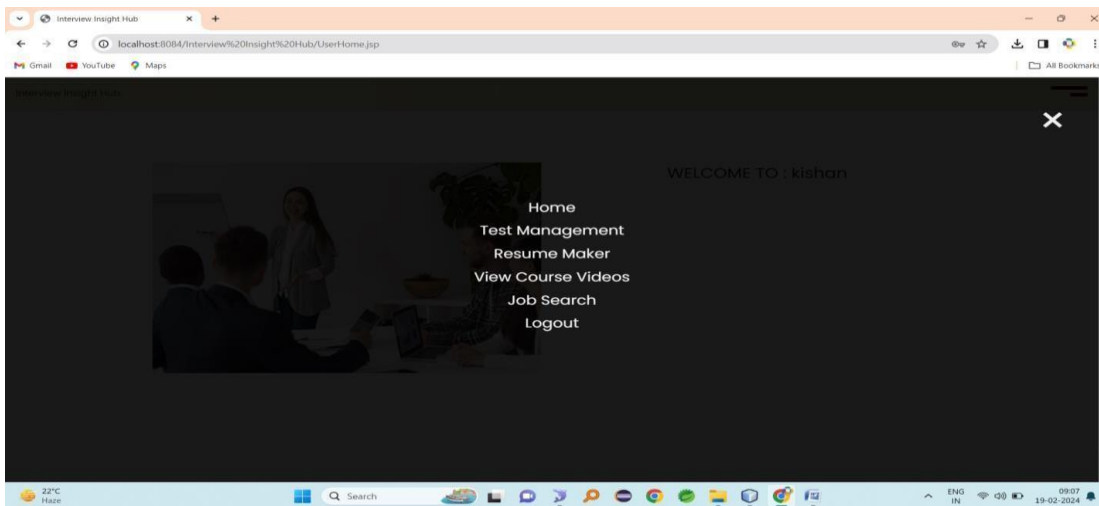 Interview Insight Hub
localhost:8084/Interview%20Insight%20Hub/UserHome.jsp
Gmail YouTube Maps All Bookmarks
Interview Insight Hub
WELCOME TO : kishan
Home
Test Management
Resume Maker
View Course Videos
Job Search
Logout
22°C
Haze
Search
ENG
IN
09:07
19-02-2024